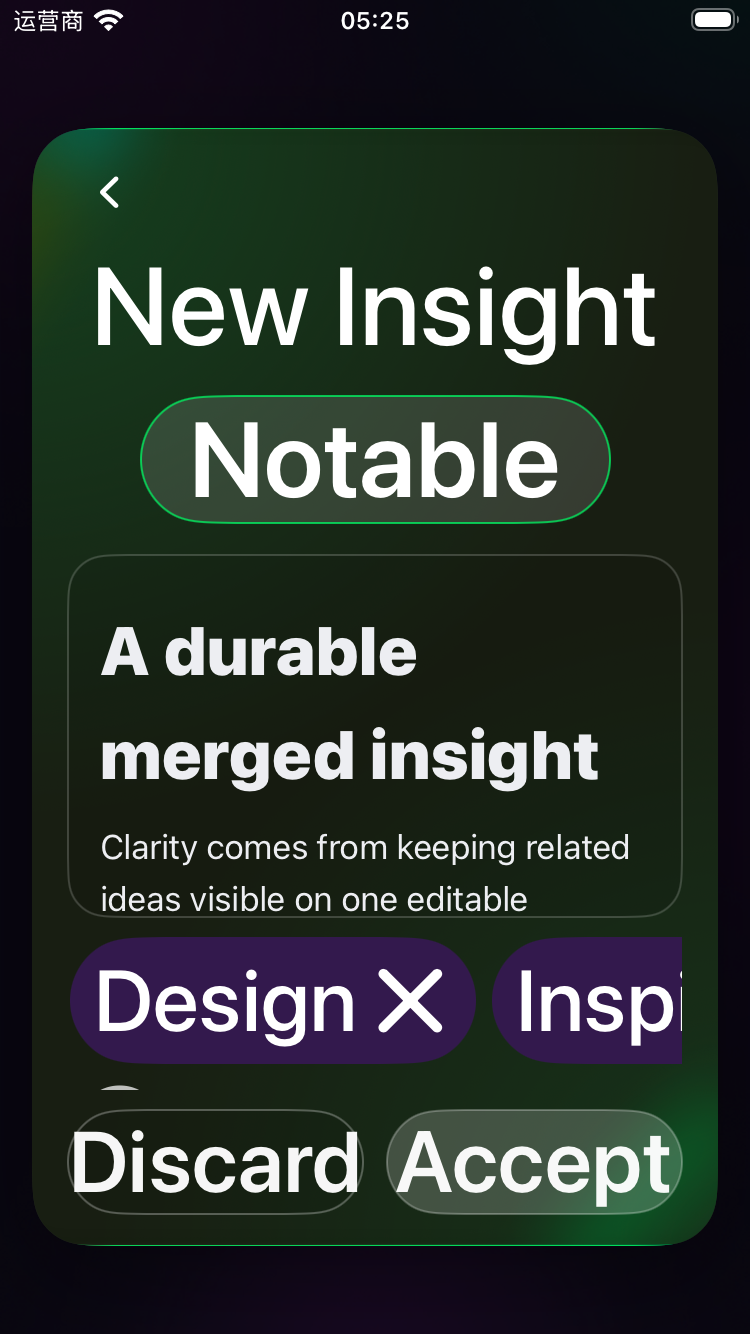 运营商 05:25
New Insight
Notable
A durable
merged insight
Clarity comes from keeping related
ideas visible on one editable
Design Inspi
Discard Accept